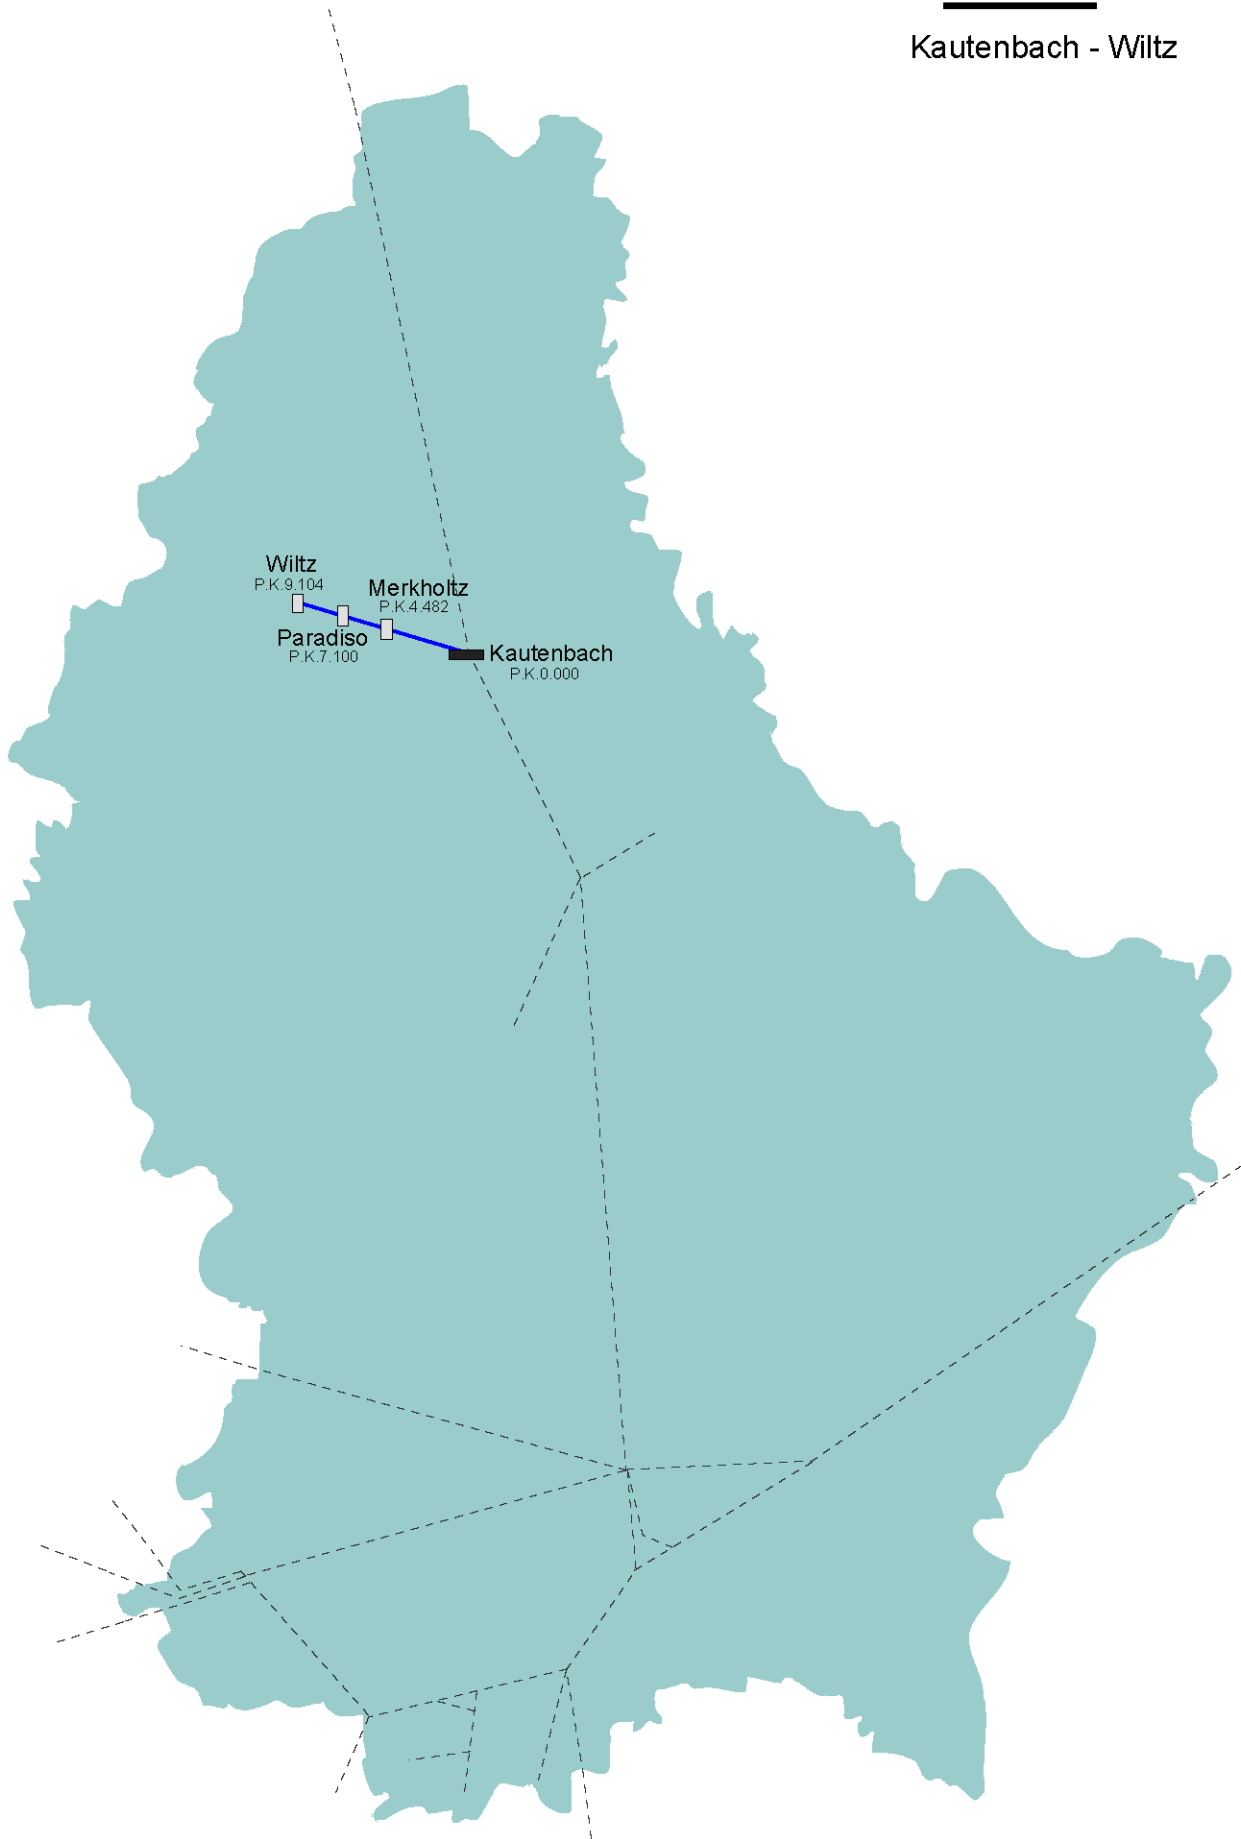 Kautenbach - Wiltz
Wiltz
P.K.9.104
Merkholtz
P.K.4.482
Paradiso
P.K.7.100
Kautenbach
P.K.0.000